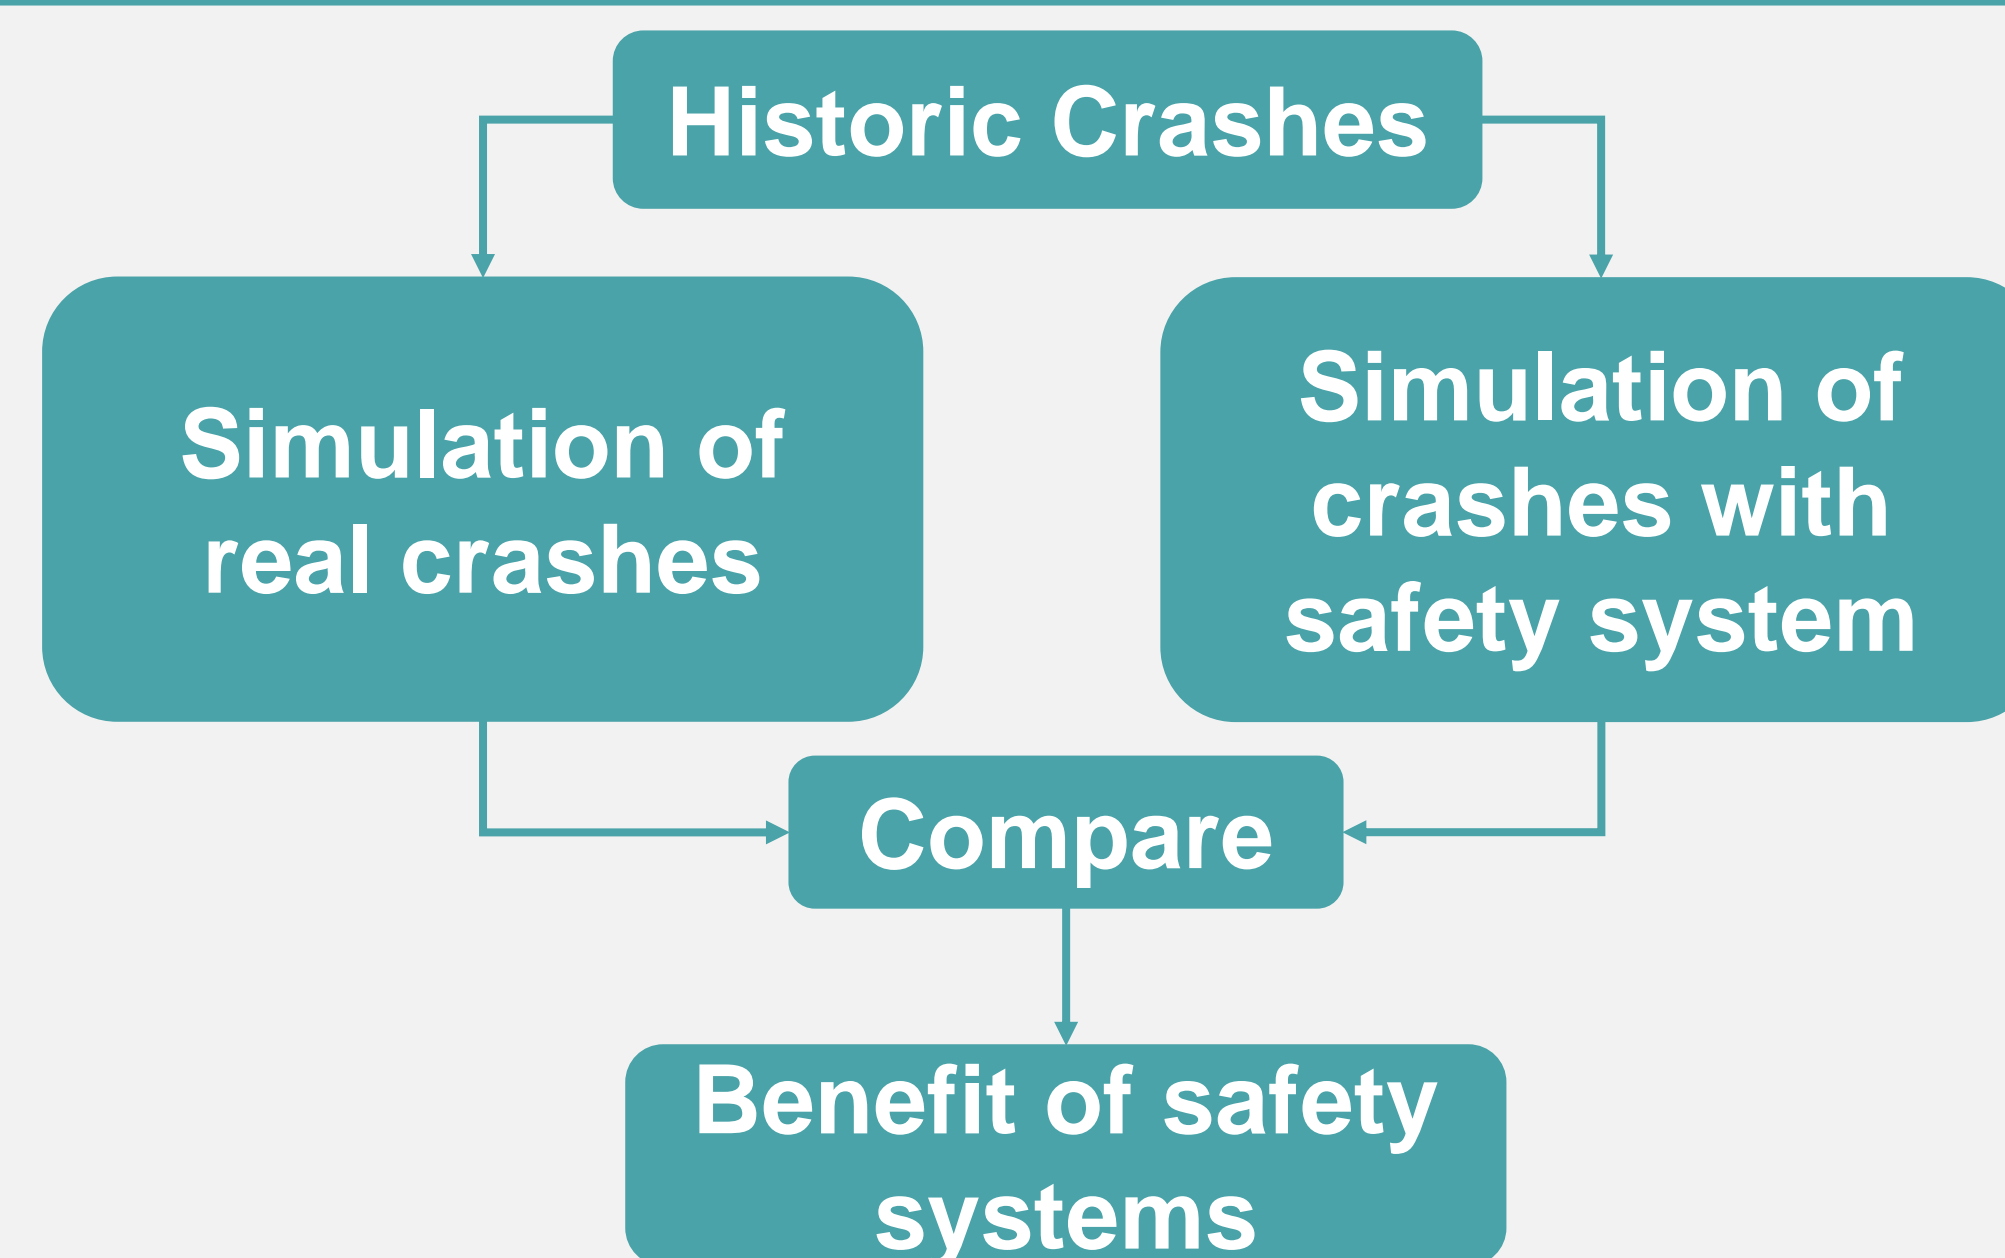 Historic Crashes
Simulation of
real crashes
Simulation of
crashes with
safety system
Compare
Benefit of safety
systems